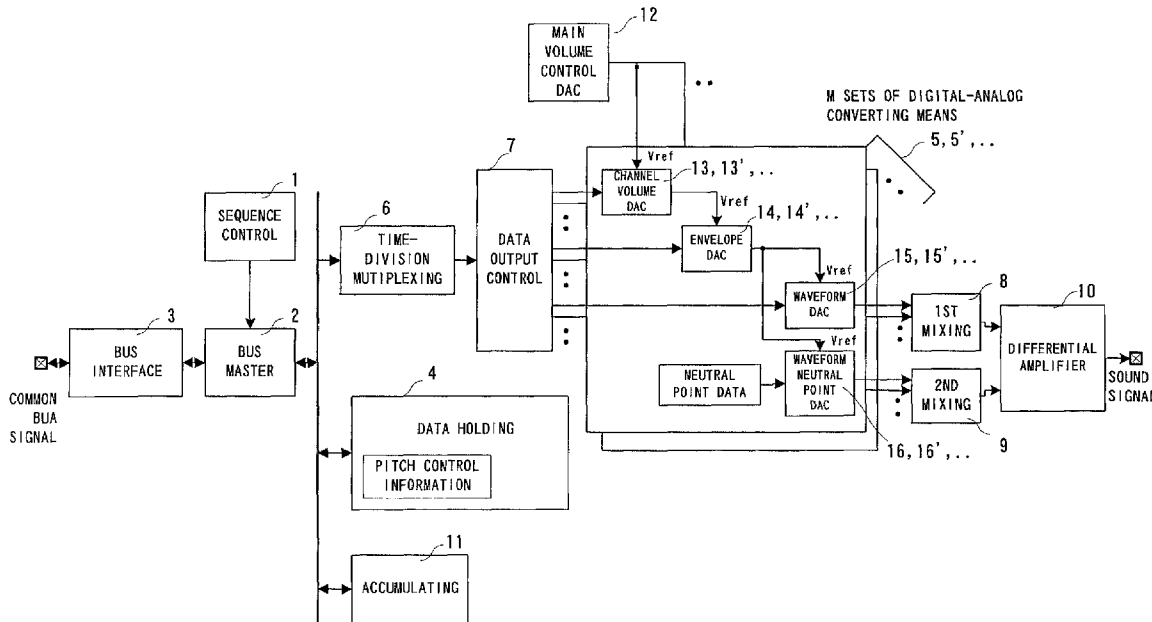 12
MAIN
VOLUME
CONTROL
DAC
M SETS OF DIGITAL-ANALOG
CONVERTING MEANS
5,5',..
7
Vref
CHANNEL
VOLUME
DAC
13,13',..
Vref
14,14',..
ENVELOPE
DAC
Vref
15,15',..
WAVEFORM
DAC
Vref
WAVEFORM
NEUTRAL
POINT
DAC
NEUTRAL
POINT DATA
16,16',..
1
SEQUENCE
CONTROL
6
TIME-
DIVISION
MUTIPLEXING
DATA
OUTPUT
CONTROL
8
1ST
MIXING
10
DIFFERENTIAL
AMPLIFIER
SOUND
SIGNAL
2ND
MIXING
9
3
BUS
INTERFACE
2
BUS
MASTER
COMMON
BUA
SIGNAL
4
DATA HOLDING
PITCH CONTROL
INFORMATION
11
ACCUMULATING